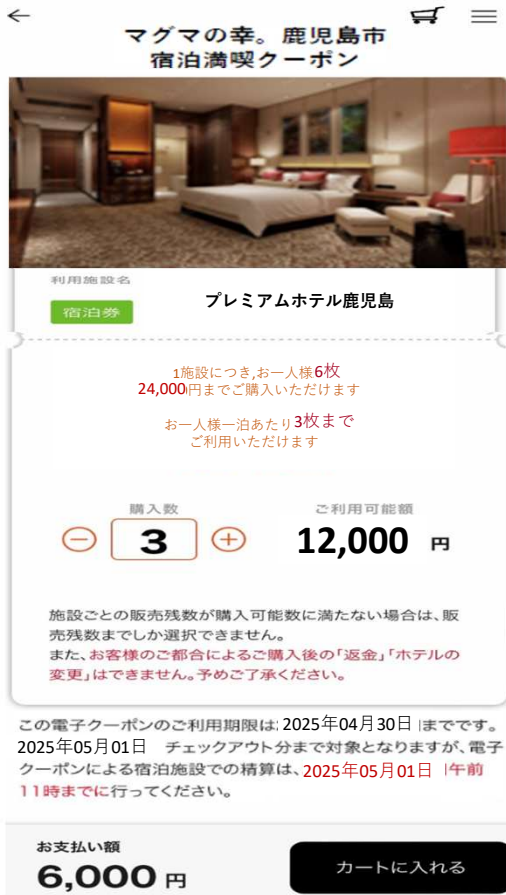 マグマの幸。鹿児島市
宿泊満喫クーポン
利用施設名
宿泊券
プレミアムホテル鹿児島
1施設につき,お一人様6枚
24,000円までご購入いただけます
お一人様一泊あたり3枚まで
ご利用いただけます
購入数
ご利用可能額
3
12,000 円
施設ごとの販売残数が購入可能数に満たない場合は、販
売残数までしか選択できません。
また、お客様のご都合によるご購入後の「返金」「ホテルの
変更」はできません。予めご了承ください。
この電子クーポンのご利用期限は: 2025年04月30日 までです。
2025年05月01日 チェックアウト分まで対象となりますが、電子
クーポンによる宿泊施設での精算は、2025年05月01日 午前
11時までに行ってください。
お支払い額
6,000 円
カートに入れる